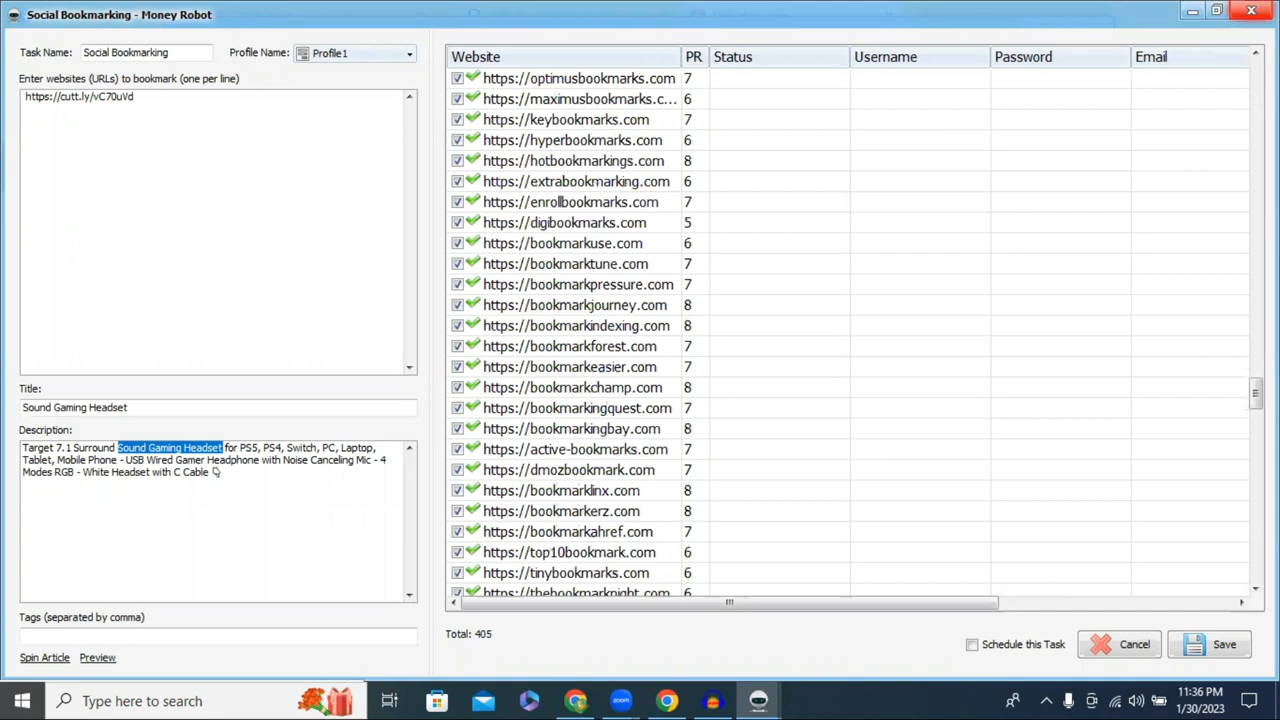 Social Bookmarking - Money Robot
Task Name: Social Bookmarking Profile Name: Profile1
Enter websites (URLs) to bookmark (one per line)
https://cutt.ly/vC70uVd
Title:
Sound Gaming Headset
Description:
Target 7.1 Surround Sound Gaming Headset for PS5, PS4, Switch, PC, Laptop,
Tablet, Mobile Phone - USB Wired Gamer Headphone with Noise Canceling Mic - 4
Modes RGB - White Headset with C Cable
Tags (separated by comma)
Spin Article Preview
Website PR Status Username Password Email
https://optimusbookmarks.com 7
https://maximusbookmarks.c... 6
https://keybookmarks.com 7
https://hyperbookmarks.com 6
https://hotbookmarkings.com 8
https://extrabookmarking.com 6
https://enrollbookmarks.com 7
https://digibookmarks.com 5
https://bookmarkuse.com 6
https://bookmarktune.com 7
https://bookmarkpressure.com 7
https://bookmarkjourney.com 8
https://bookmarkindexing.com 8
https://bookmarkforest.com 7
https://bookmarkeasier.com 7
https://bookmarkchamp.com 8
https://bookmarkingquest.com 7
https://bookmarkingbay.com 8
https://active-bookmarks.com 7
https://dmozbookmark.com 7
https://bookmarklinx.com 8
https://bookmarkerz.com 8
https://bookmarkahref.com 7
https://top10bookmark.com 6
https://tinybookmarks.com 6
https://thebookmarknight.com 6
Total: 405
Schedule this Task Cancel Save
Type here to search
zoom
11:36 PM
1/30/2023